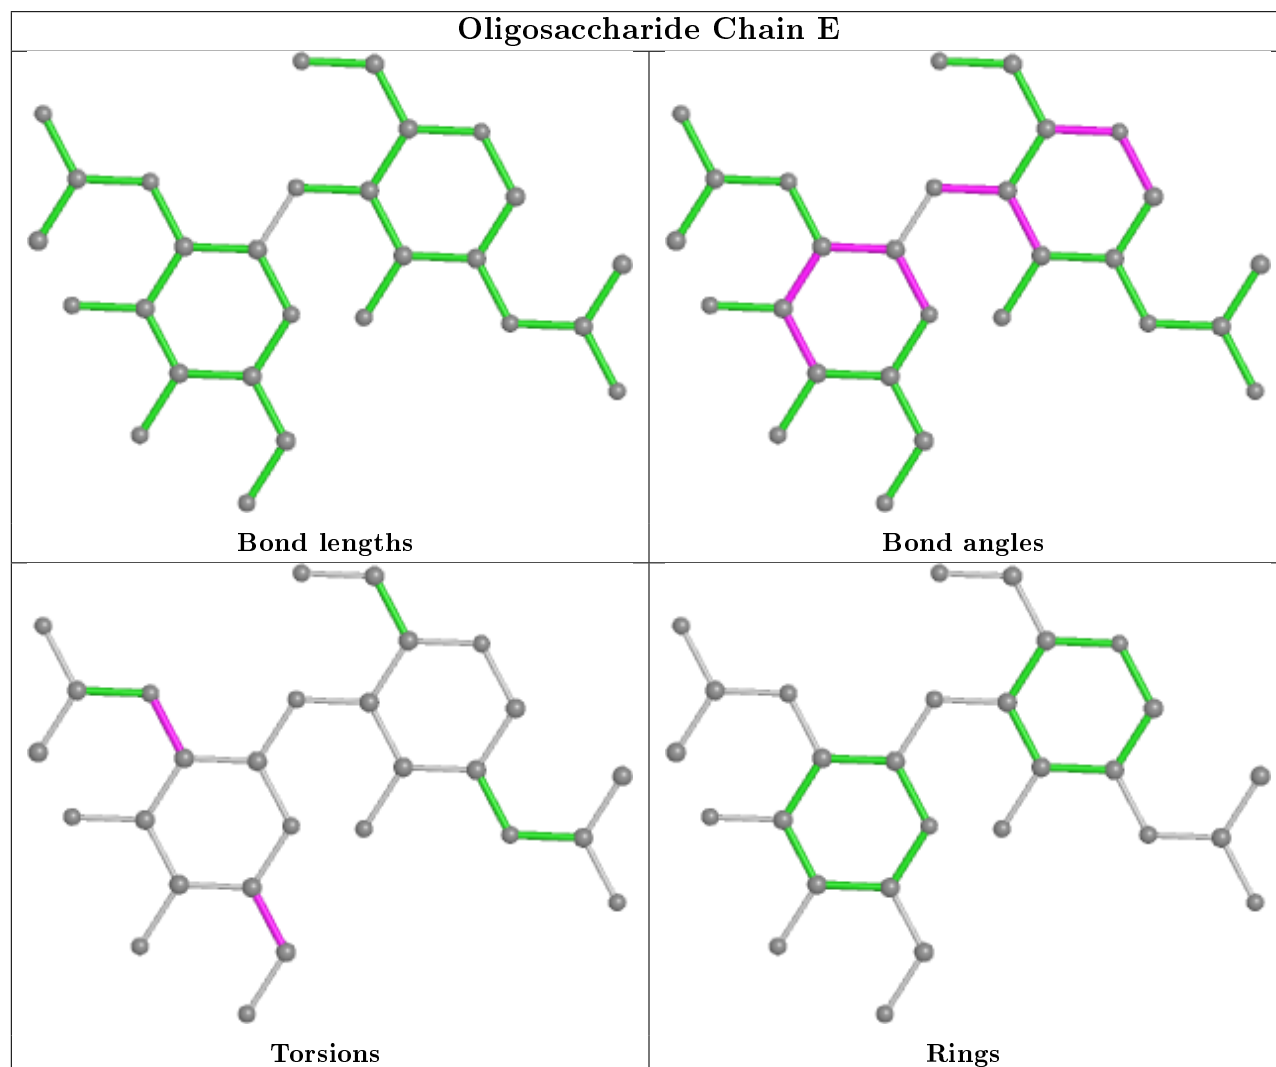 Oligosaccharide Chain E
Bond lengths
Bond angles
Torsions
Rings